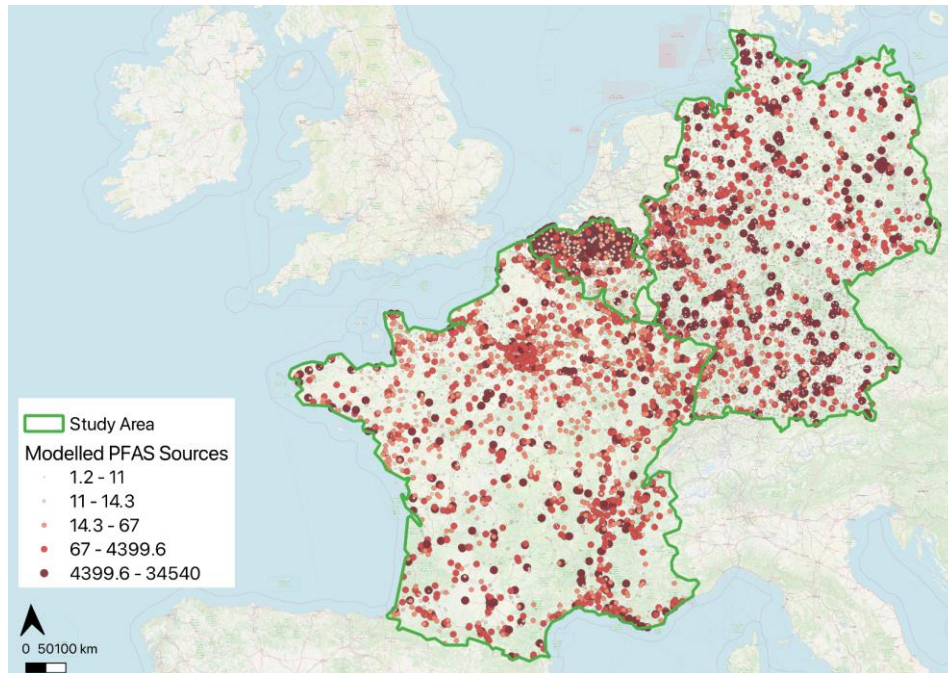 Study Area
Modelled PFAS Sources
1.2 - 11
11 - 14.3
14.3 - 67
67 - 4399.6
4399.6 - 34540
0 50100 km